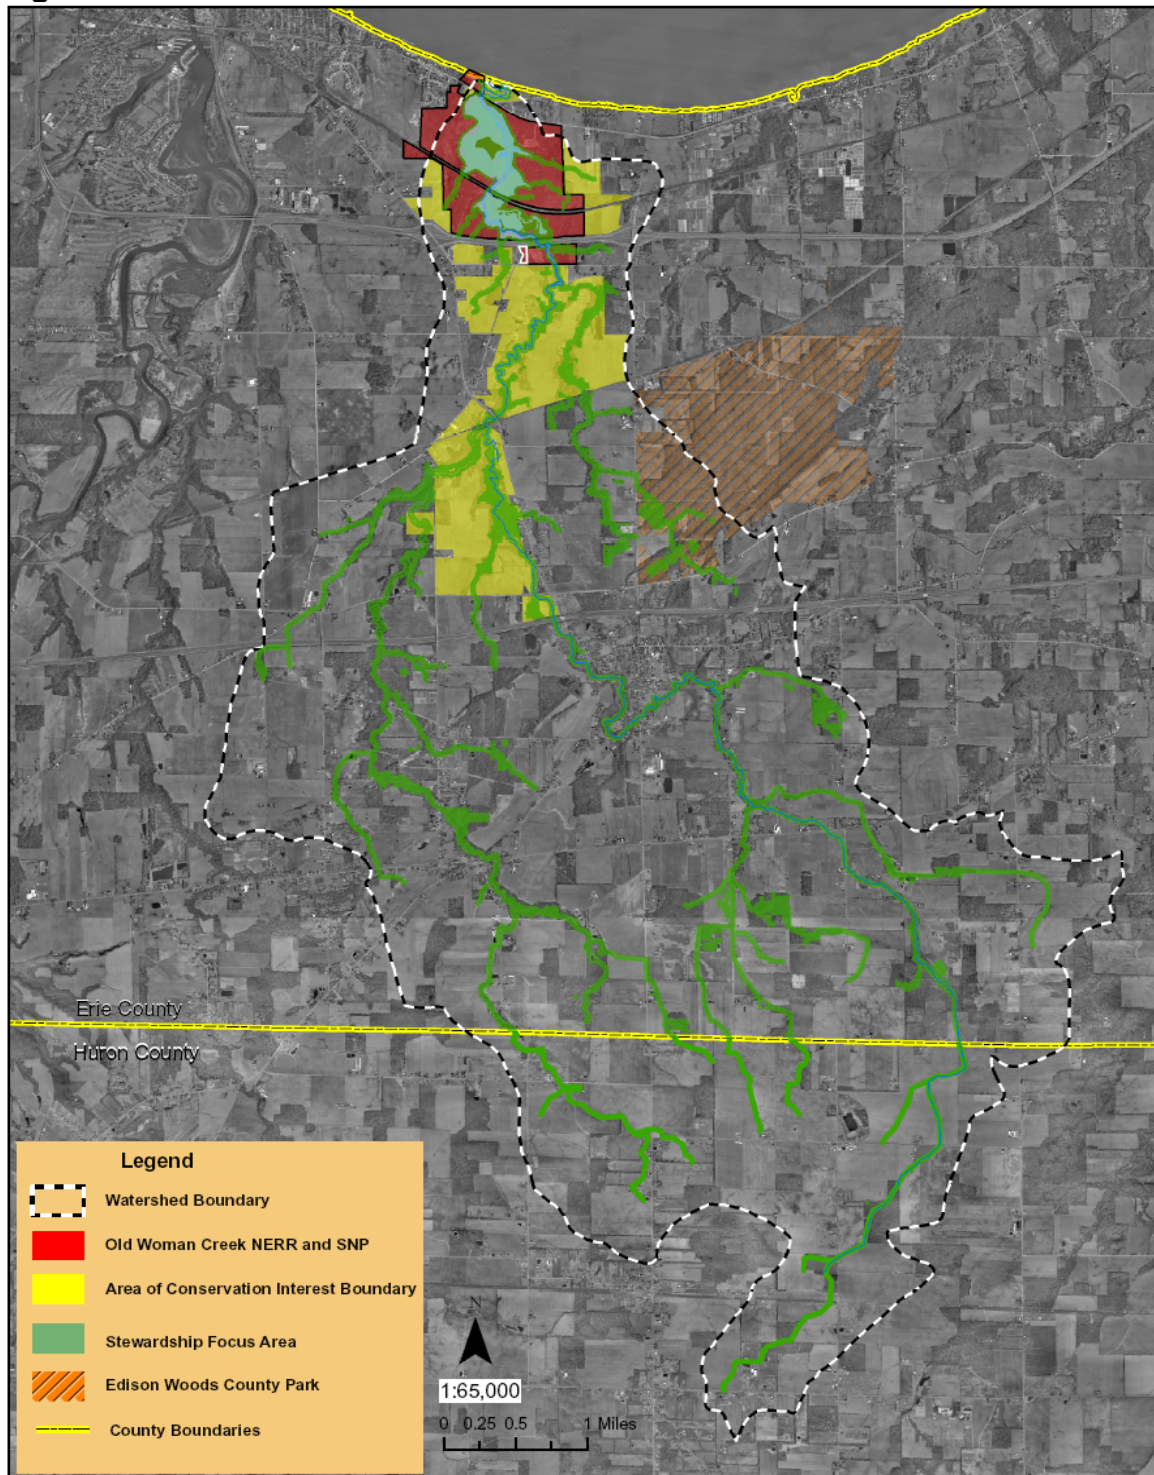 Erie County
Huron County
Legend
Watershed Boundary
Old Woman Creek NERR and SNP
Area of Conservation Interest Boundary
Stewardship Focus Area
Edison Woods County Park
County Boundaries
N
1:65,000
0 0.25 0.5 1 Miles